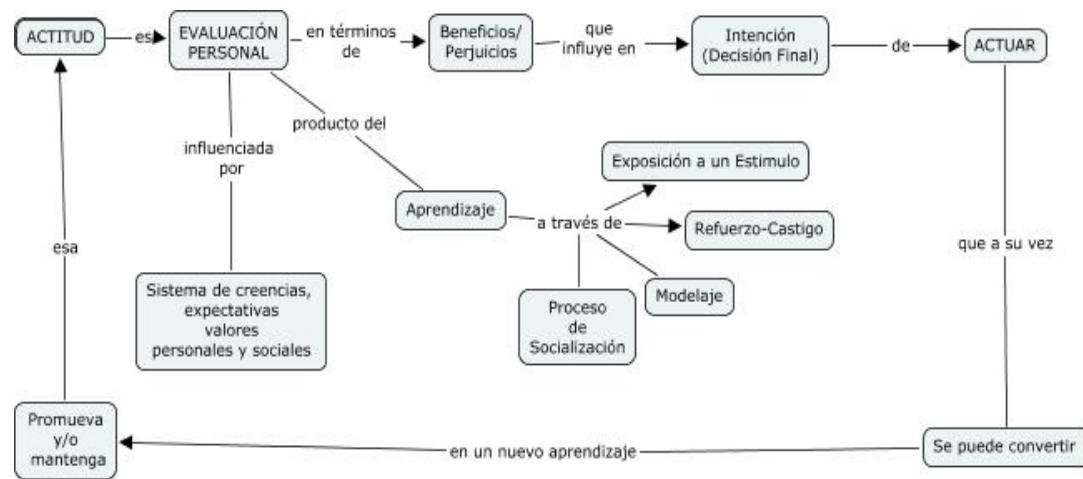 ACTITUD
es
EVALUACIÓN
PERSONAL
en términos
de
Beneficios/
Perjuicios
que
influye en
Intención
(Decisión Final)
de
ACTUAR
producto del
influenciada
por
Exposición a un Estimulo
Aprendizaje
a través de
Refuerzo-Castigo
esa
que a su vez
Sistema de creencias,
expectativas
valores
personales y sociales
Modelaje
Proceso
de
Socialización
Promueva
y/o
mantenga
en un nuevo aprendizaje
Se puede convertir